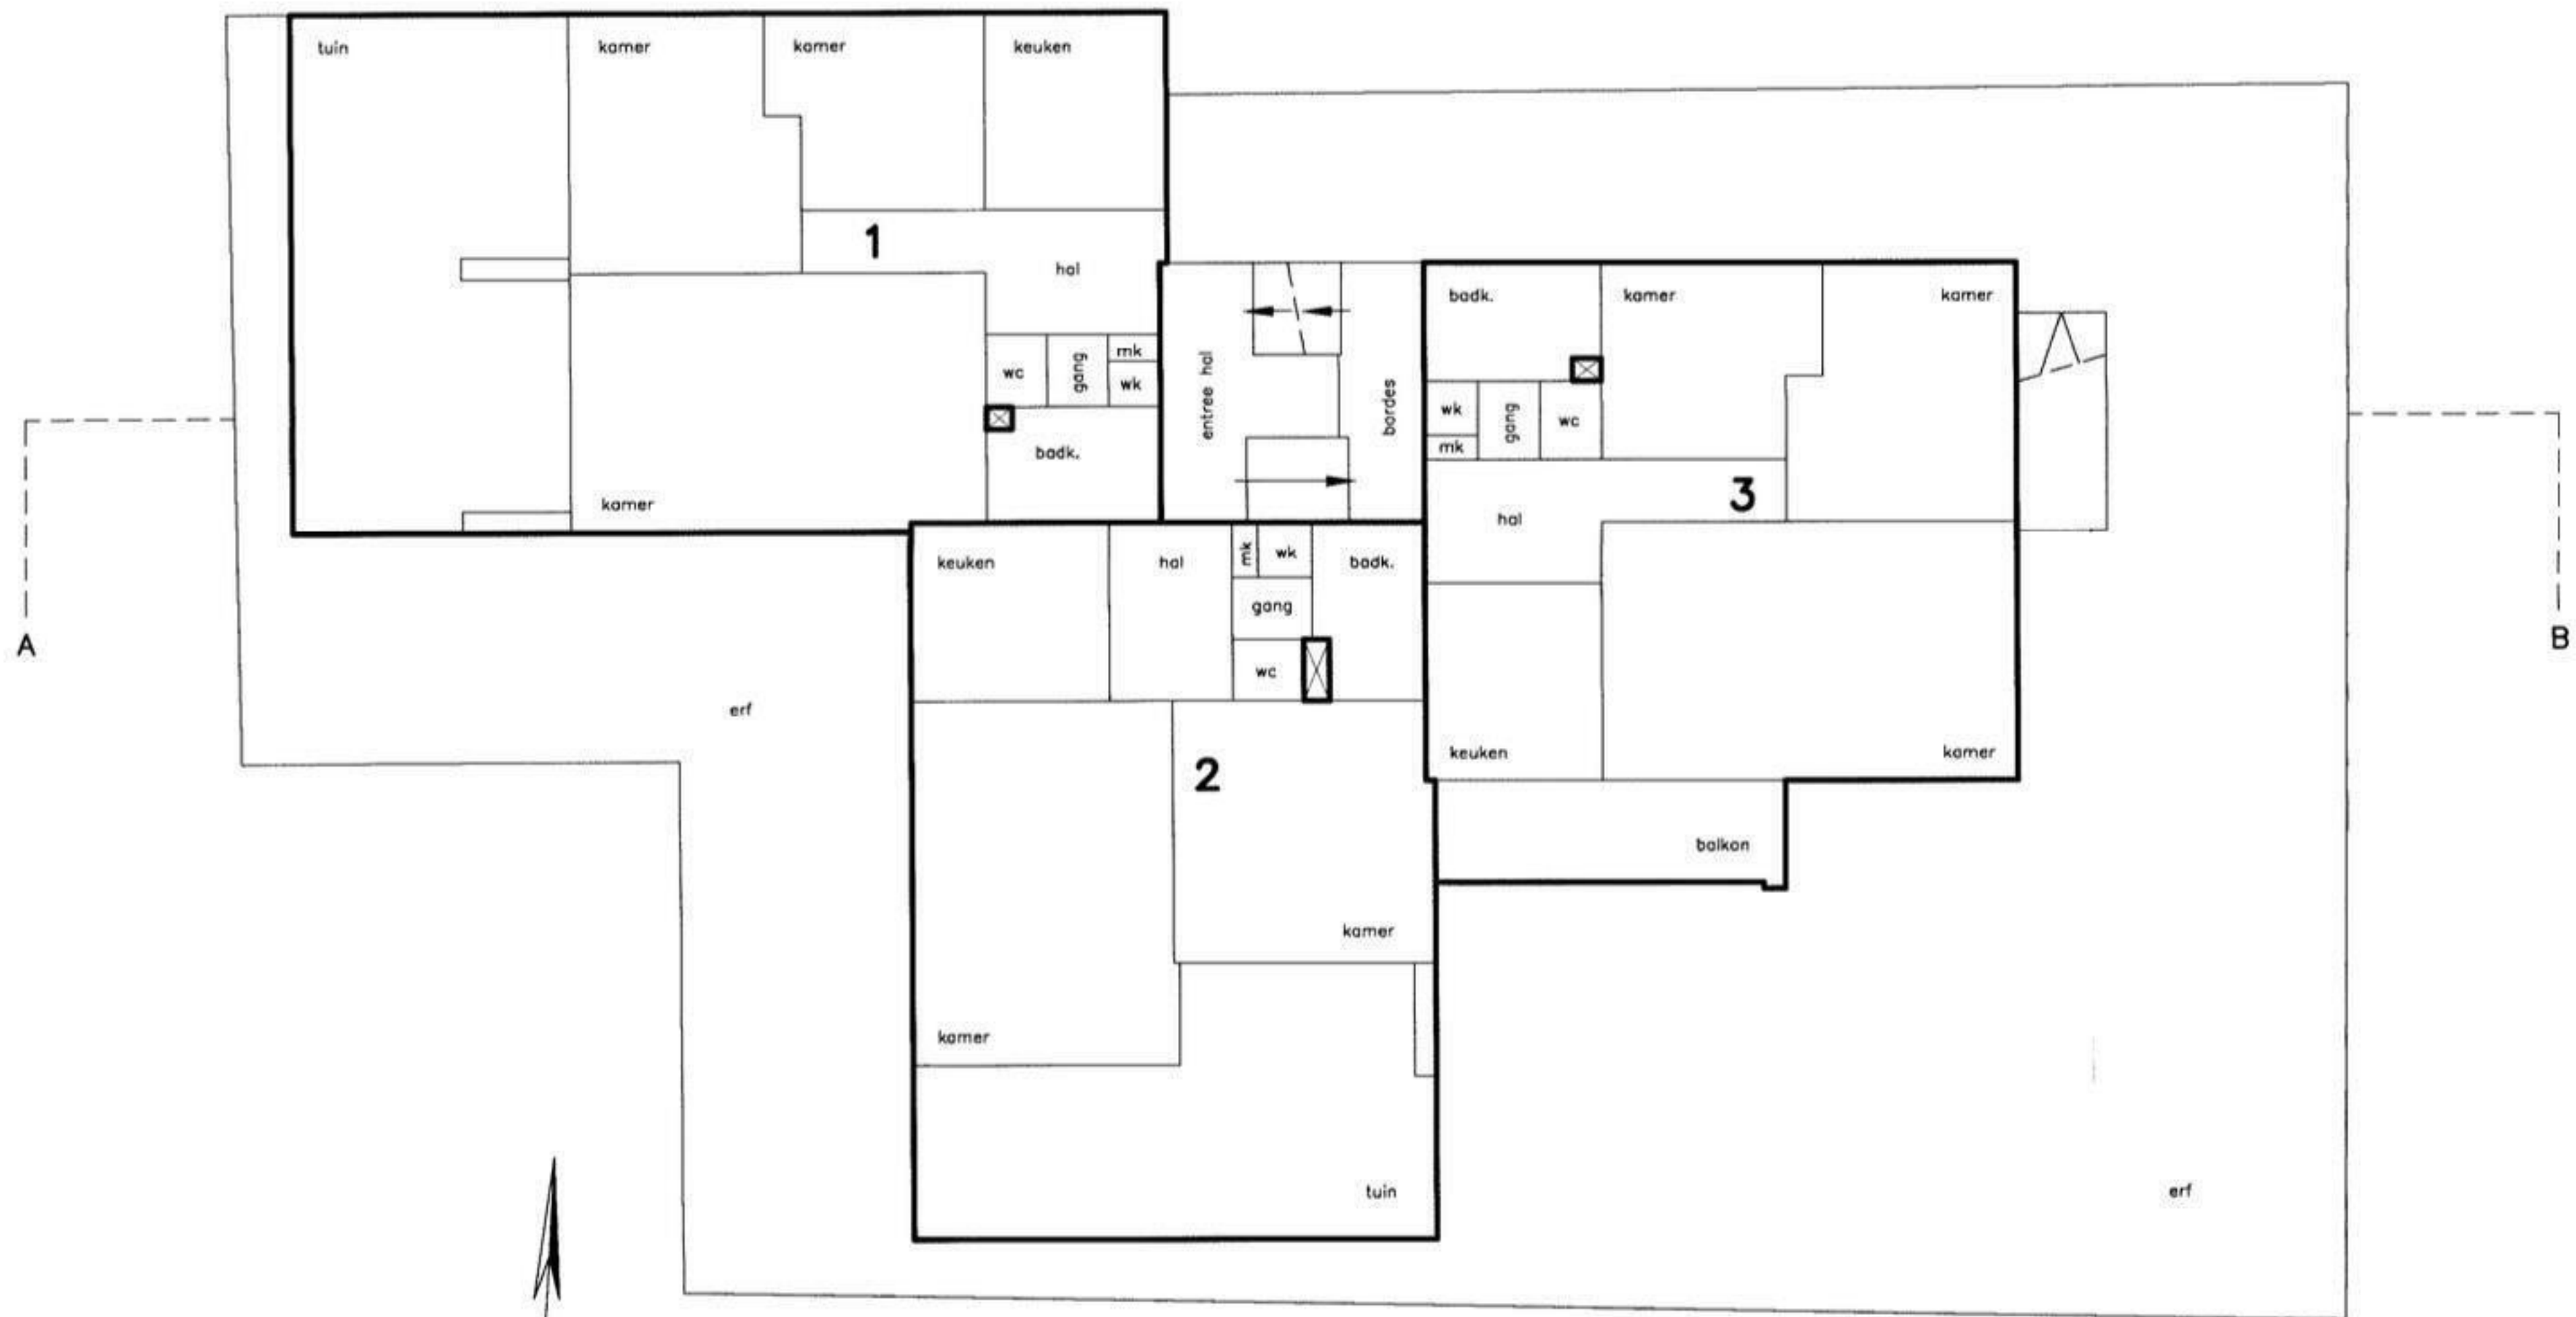 tuin
kamer
kamer
keuken
1
hal
wc
gang
mk
wk
badk.
kamer
entree hal
bordes
badk.
kamer
kamer
wk
mk
gang
wc
hal
3
keuken
kamer
balkon
keuken
hal
mk
wk
badk.
gang
wc
2
kamer
kamer
tuin
A
B
erf
erf